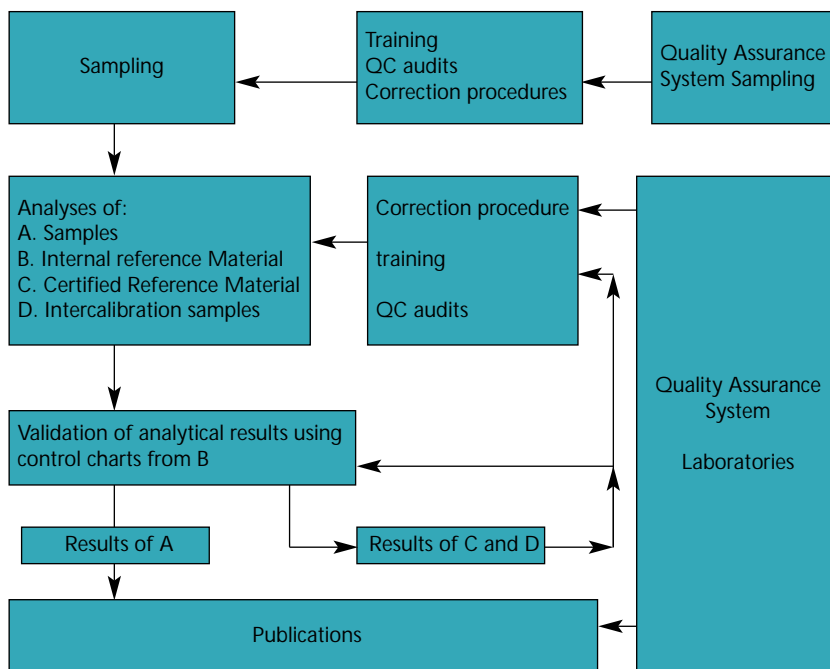 Sampling
Training
QC audits
Correction procedures
Quality Assurance
System Sampling
Analyses of:
A. Samples
B. Internal reference Material
C. Certified Reference Material
D. Intercalibration samples
Correction procedure
training
QC audits
Quality Assurance
System
Laboratories
Validation of analytical results using
control charts from B
Results of A
Results of C and D
Publications